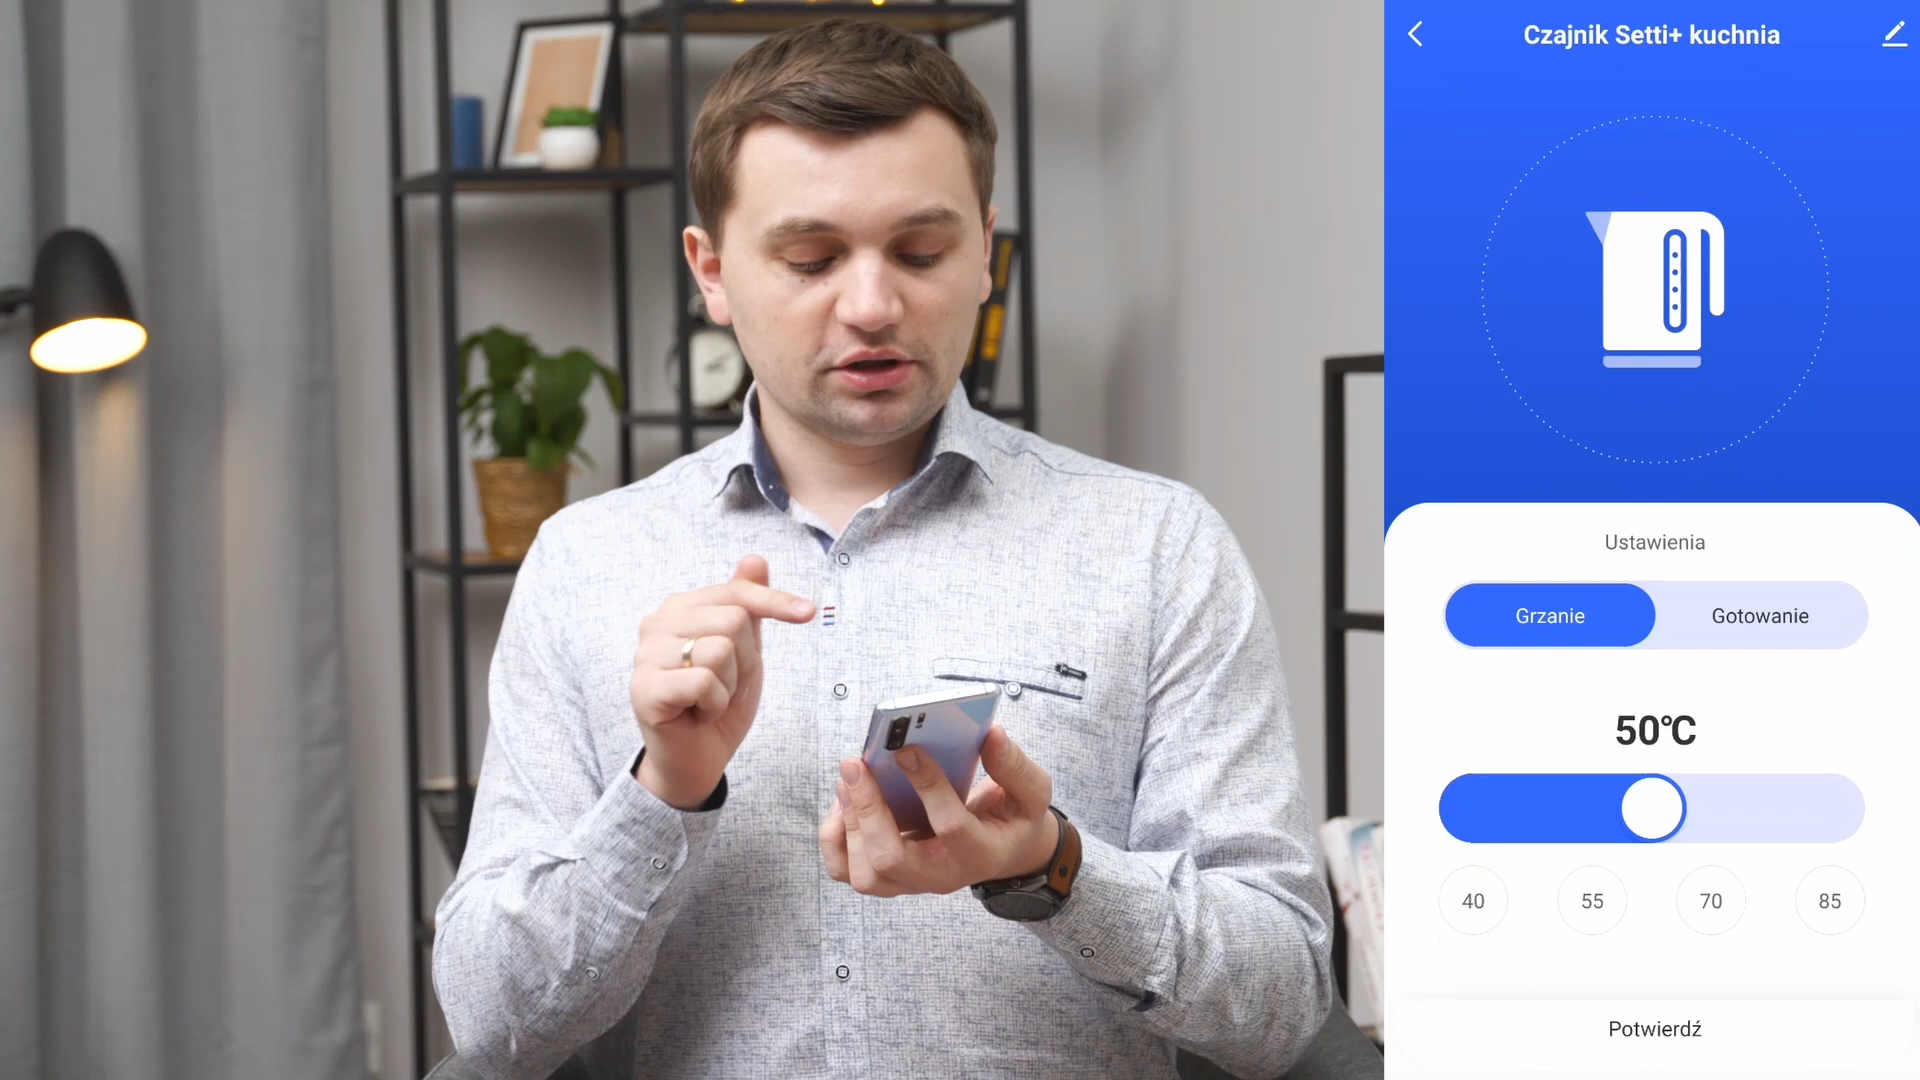 Czajnik Setti+ kuchnia
Ustawienia
Grzanie Gotowanie
50℃
40 55 70 85
Potwierdź